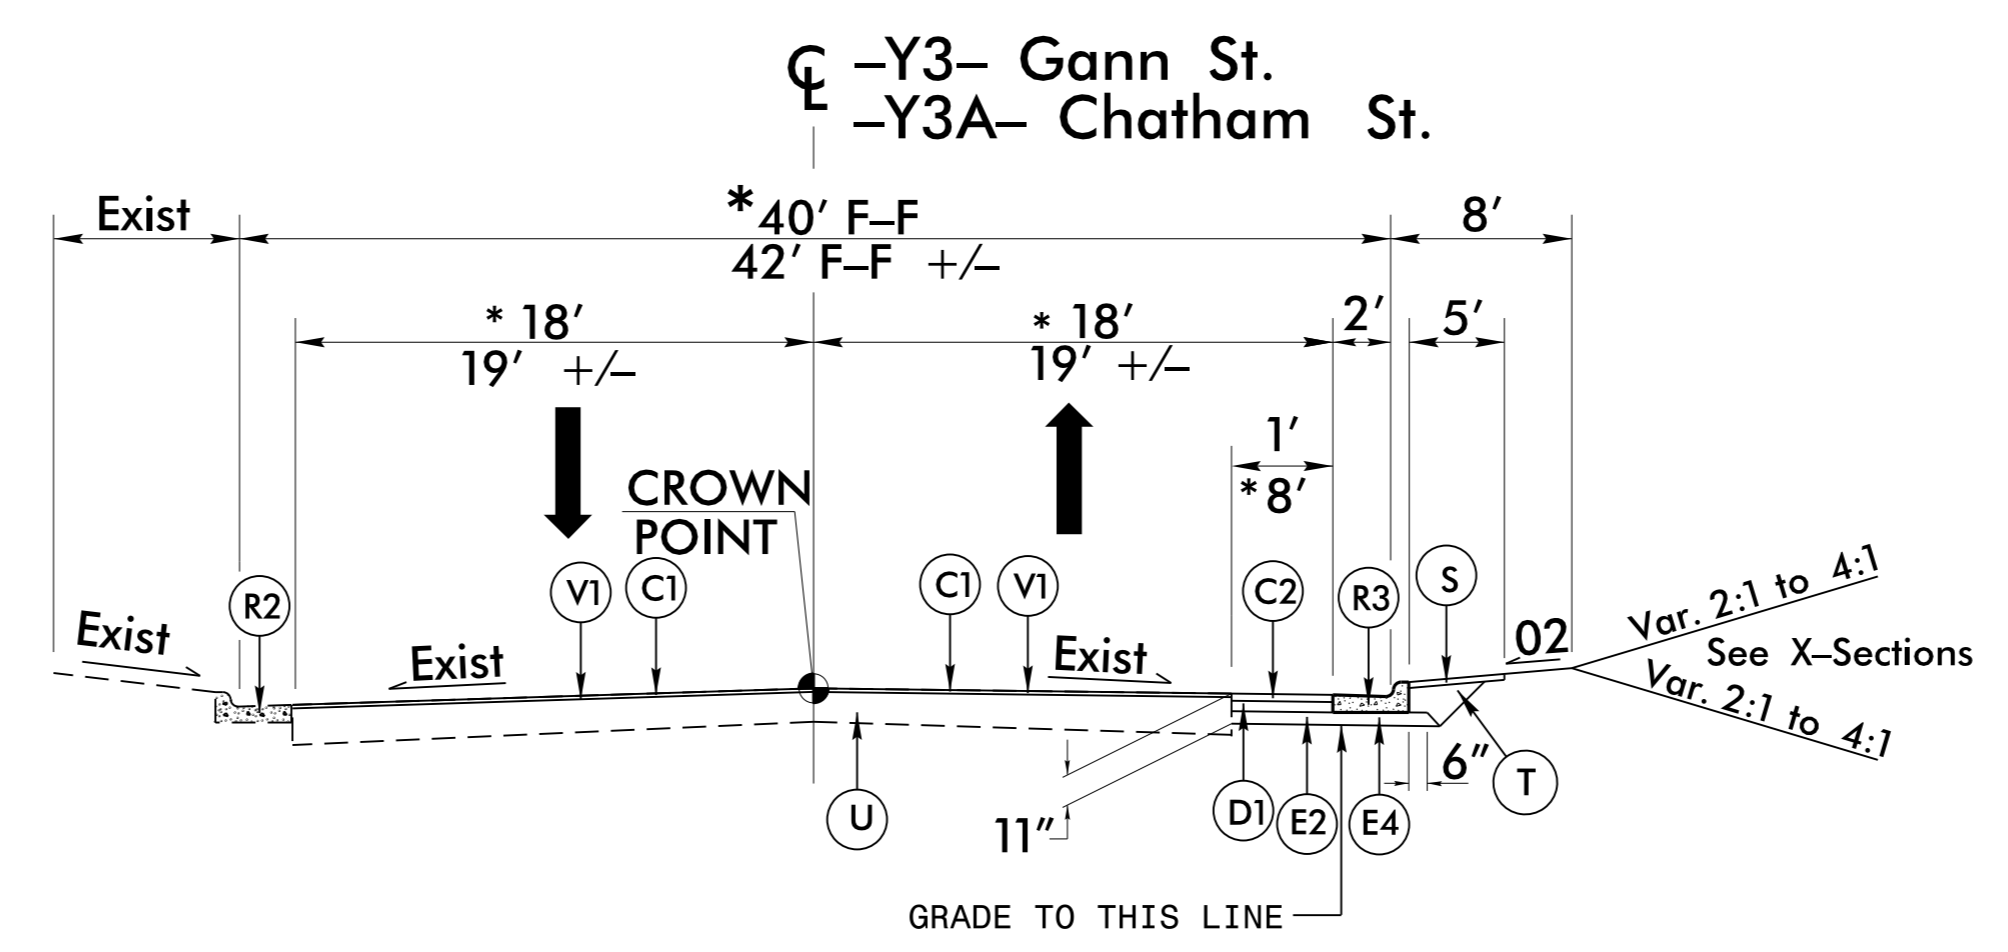 ℄ –Y3– Gann St.
–Y3A– Chatham St.
Exist
*40' F–F
8'
42' F–F +/–
* 18'
* 18'
2'
5'
19' +/–
19' +/–
1'
*8'
CROWN
POINT
R2
V1
C1
C1
V1
C2
R3
S
Var. 2:1 to 4:1
Exist
Exist
Exist
02
See X–Sections
Var. 2:1 to 4:1
6"
T
U
11"
D1
E2
E4
GRADE TO THIS LINE